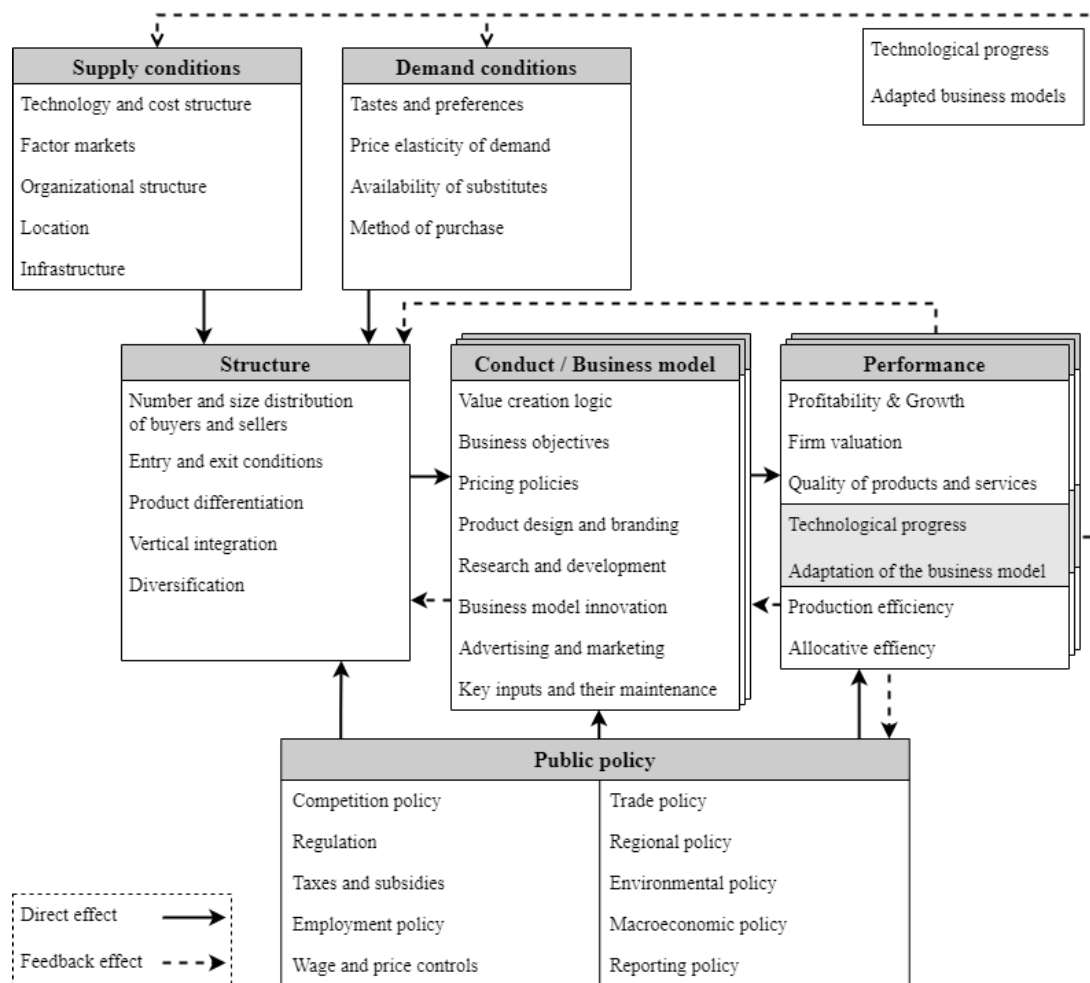 Technological progress
Adapted business models
Supply conditions
Technology and cost structure
Factor markets
Organizational structure
Location
Infrastructure
Demand conditions
Tastes and preferences
Price elasticity of demand
Availability of substitutes
Method of purchase
Structure
Number and size distribution
of buyers and sellers
Entry and exit conditions
Product differentiation
Vertical integration
Diversification
Conduct / Business model
Value creation logic
Business objectives
Pricing policies
Product design and branding
Research and development
Business model innovation
Advertising and marketing
Key inputs and their maintenance
Performance
Profitability & Growth
Firm valuation
Quality of products and services
Technological progress
Adaptation of the business model
Production efficiency
Allocative effiency
Public policy
Competition policy
Regulation
Taxes and subsidies
Employment policy
Wage and price controls
Trade policy
Regional policy
Environmental policy
Macroeconomic policy
Reporting policy
Direct effect
Feedback effect